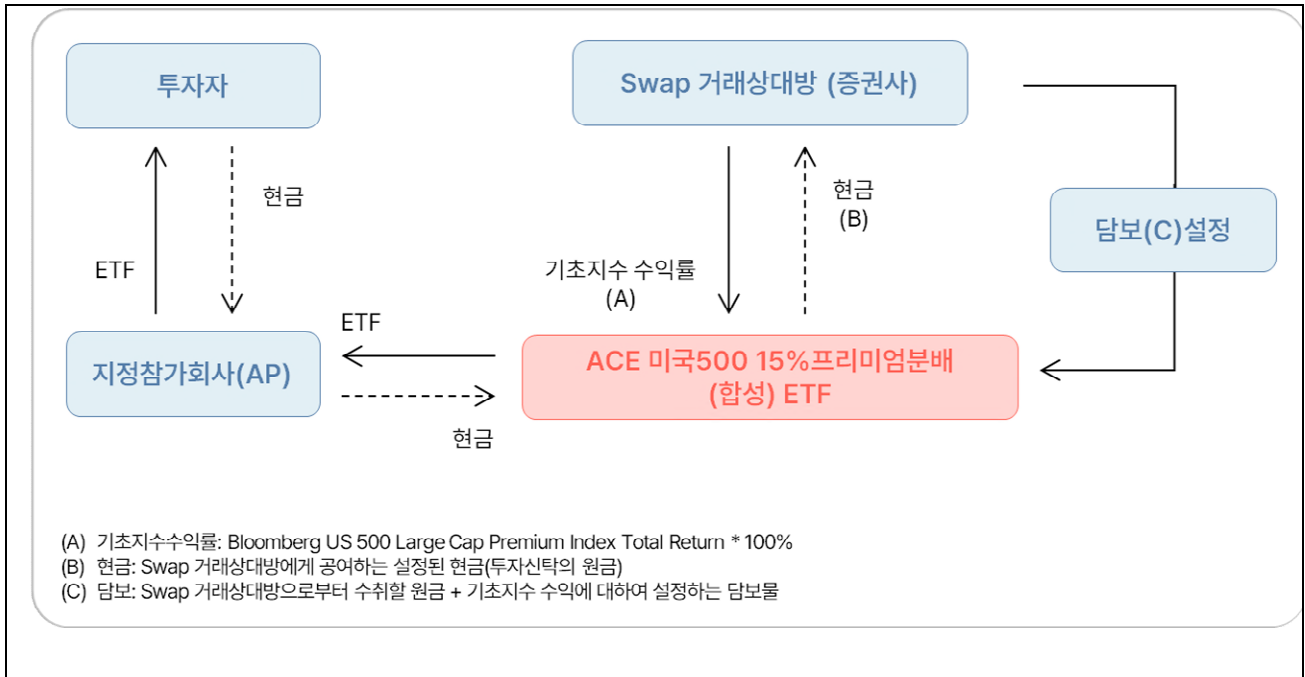 투자자
Swap 거래상대방 (증권사)
현금
현금
(B)
담보(C)설정
ETF
기초지수 수익률
(A)
ETF
지정참가회사(AP)
ACE 미국500 15%프리미엄분배
(합성) ETF
현금
(A) 기초지수수익률: Bloomberg US 500 Large Cap Premium Index Total Return * 100%
(B) 현금: Swap 거래상대방에게 공여하는 설정된 현금(투자신탁의 원금)
(C) 담보: Swap 거래상대방으로부터 수취할 원금 + 기초지수 수익에 대하여 설정하는 담보물